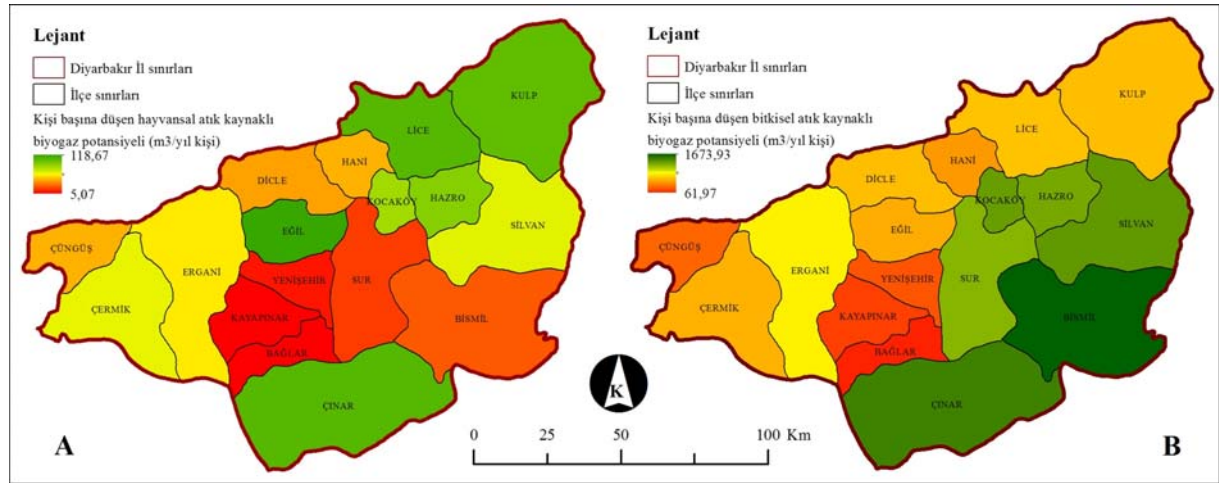 Lejant
Diyarbakır İl sınırları
İlçe sınırları
Kişi başına düşen hayvansal atık kaynaklı
biyogaz potansiyeli (m3/yıl kişi)
118,67
5,07
KULP
LİCE
HANİ
DİCLE
KOCAKÖY
HAZRO
SİLVAN
EĞİL
ÇÜNGÜŞ
ERGANİ
YENİŞEHİR
SUR
ÇERMİK
KAYAPINAR
BİSMİL
BAĞLAR
ÇINAR
A
Lejant
Diyarbakır İl sınırları
İlçe sınırları
Kişi başına düşen bitkisel atık kaynaklı
biyogaz potansiyeli (m3/yıl kişi)
1673,93
61,97
KULP
LİCE
HANİ
DİCLE
KOCAKÖY
HAZRO
SİLVAN
EĞİL
ÇÜNGÜŞ
ERGANİ
YENİŞEHİR
SUR
ÇERMİK
KAYAPINAR
BİSMİL
BAĞLAR
ÇINAR
B
K
0 25 50 100 Km